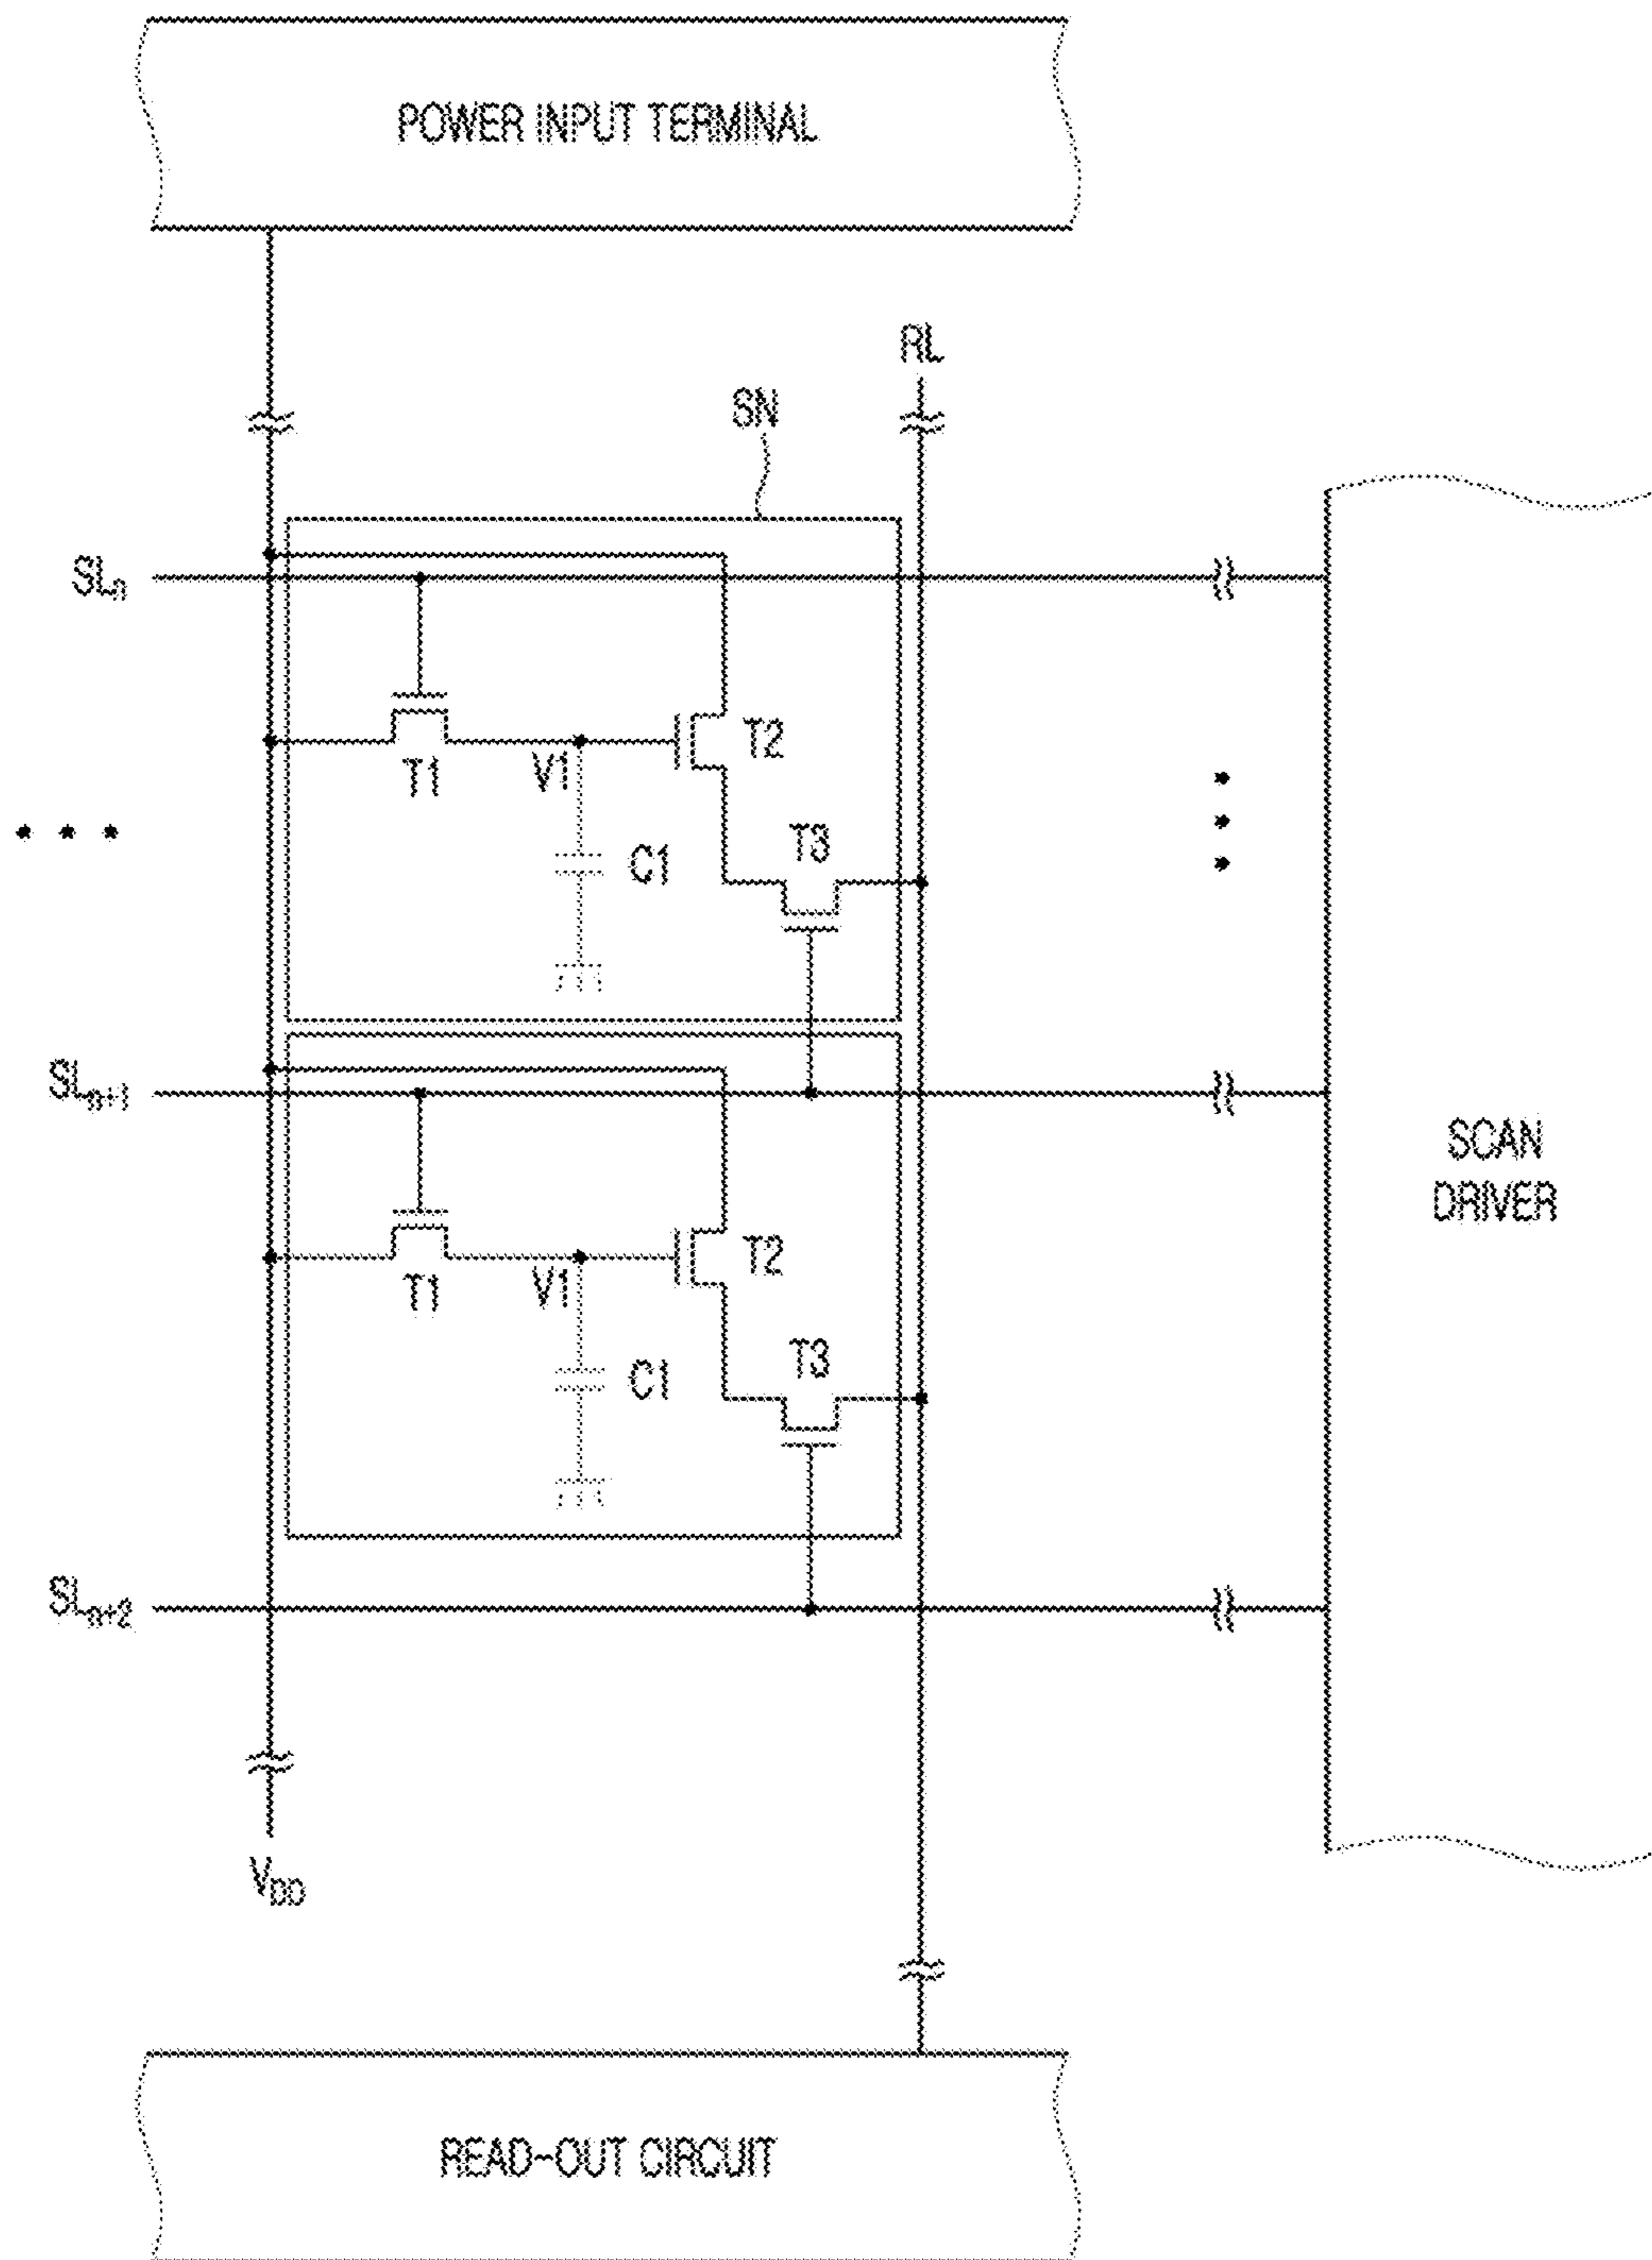 POWER INPUT TERMINAL
RL
SN
SLn
T1
V1
T2
C1
T3
SLn+1
SCAN
DRIVER
T1
V1
T2
C1
T3
SLn+2
VDD
READ-OUT CIRCUIT